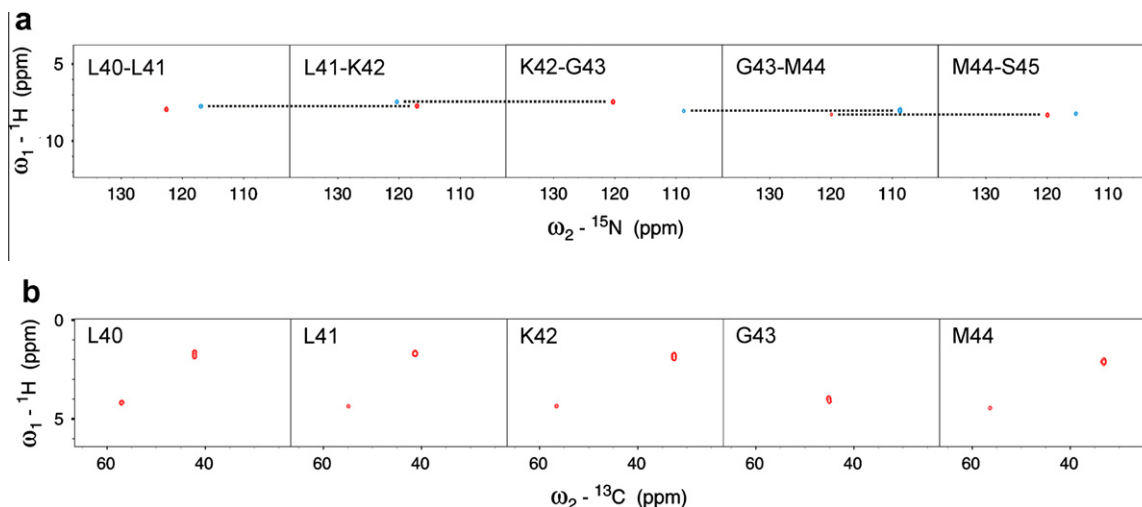 a
L40-L41 L41-K42 K42-G43 G43-M44 M44-S45
ω1 - 1H (ppm)
5
10
130 120 110 130 120 110 130 120 110 130 120 110 130 120 110
ω2 - 15N (ppm)
b
L40 L41 K42 G43 M44
ω1 - 1H (ppm)
0
5
60 40 60 40 60 40 60 40 60 40
ω2 - 13C (ppm)